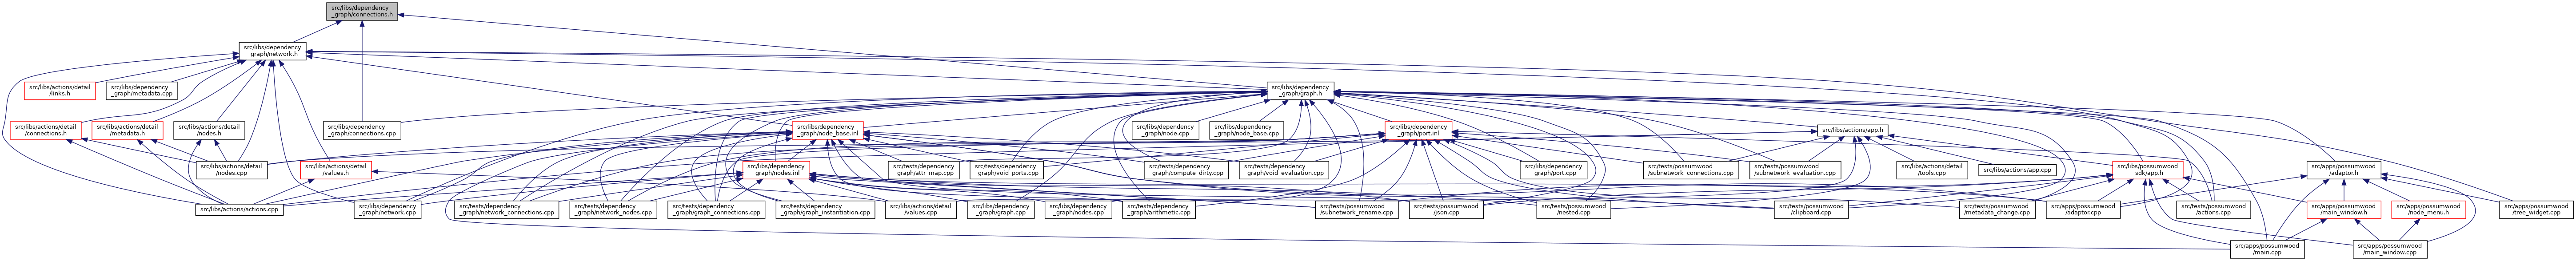 src/libs/dependency
_graph/connections.h
src/libs/dependency
_graph/network.h
src/libs/actions/detail
/links.h
src/libs/dependency
_graph/metadata.cpp
src/libs/dependency
_graph/graph.h
src/libs/actions/detail
/connections.h
src/libs/actions/detail
/metadata.h
src/libs/actions/detail
/nodes.h
src/libs/dependency
_graph/connections.cpp
src/libs/dependency
_graph/node_base.inl
src/libs/dependency
_graph/node.cpp
src/libs/dependency
_graph/node_base.cpp
src/libs/dependency
_graph/port.inl
src/libs/actions/app.h
src/libs/actions/detail
/nodes.cpp
src/libs/actions/detail
/values.h
src/libs/dependency
_graph/nodes.inl
src/tests/dependency
_graph/attr_map.cpp
src/tests/dependency
_graph/void_ports.cpp
src/tests/dependency
_graph/compute_dirty.cpp
src/tests/dependency
_graph/void_evaluation.cpp
src/libs/dependency
_graph/port.cpp
src/tests/possumwood
/subnetwork_connections.cpp
src/tests/possumwood
/subnetwork_evaluation.cpp
src/libs/actions/detail
/tools.cpp
src/libs/actions/app.cpp
src/libs/possumwood
_sdk/app.h
src/apps/possumwood
/adaptor.h
src/libs/actions/actions.cpp
src/libs/dependency
_graph/network.cpp
src/tests/dependency
_graph/network_connections.cpp
src/tests/dependency
_graph/network_nodes.cpp
src/tests/dependency
_graph/graph_connections.cpp
src/tests/dependency
_graph/graph_instantiation.cpp
src/libs/actions/detail
/values.cpp
src/libs/dependency
_graph/graph.cpp
src/libs/dependency
_graph/nodes.cpp
src/tests/dependency
_graph/arithmetic.cpp
src/tests/possumwood
/subnetwork_rename.cpp
src/tests/possumwood
/json.cpp
src/tests/possumwood
/nested.cpp
src/tests/possumwood
/clipboard.cpp
src/tests/possumwood
/metadata_change.cpp
src/apps/possumwood
/adaptor.cpp
src/tests/possumwood
/actions.cpp
src/apps/possumwood
/main_window.h
src/apps/possumwood
/node_menu.h
src/apps/possumwood
/tree_widget.cpp
src/apps/possumwood
/main.cpp
src/apps/possumwood
/main_window.cpp